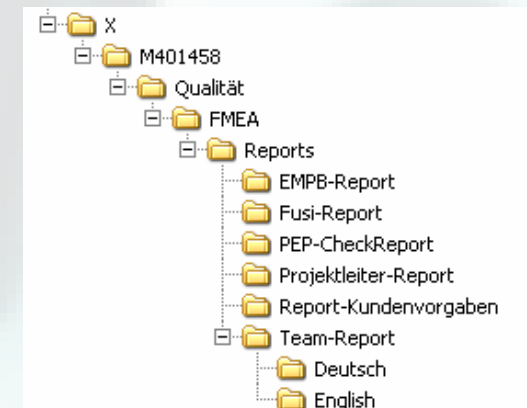 X
M401458
Qualität
FMEA
Reports
EMPB-Report
Fusi-Report
PEP-CheckReport
Projektleiter-Report
Report-Kundenvorgaben
Team-Report
Deutsch
English